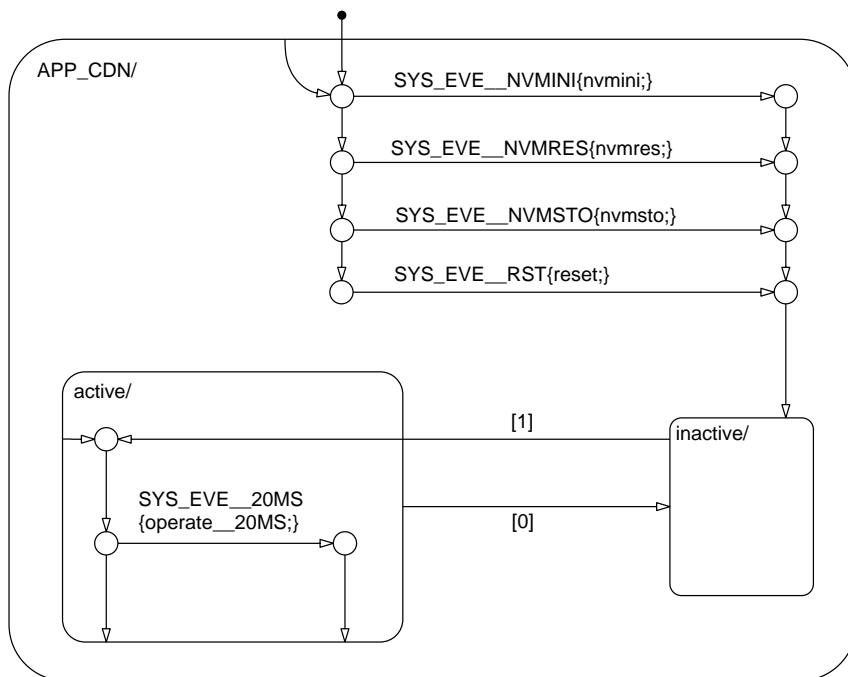 APP_CDN/
SYS_EVE__NVMINI{nvmini;}
SYS_EVE__NVMRES{nvmres;}
SYS_EVE__NVMSTO{nvmsto;}
SYS_EVE__RST{reset;}
active/
[1]
inactive/
SYS_EVE__20MS
{operate__20MS;}
[0]